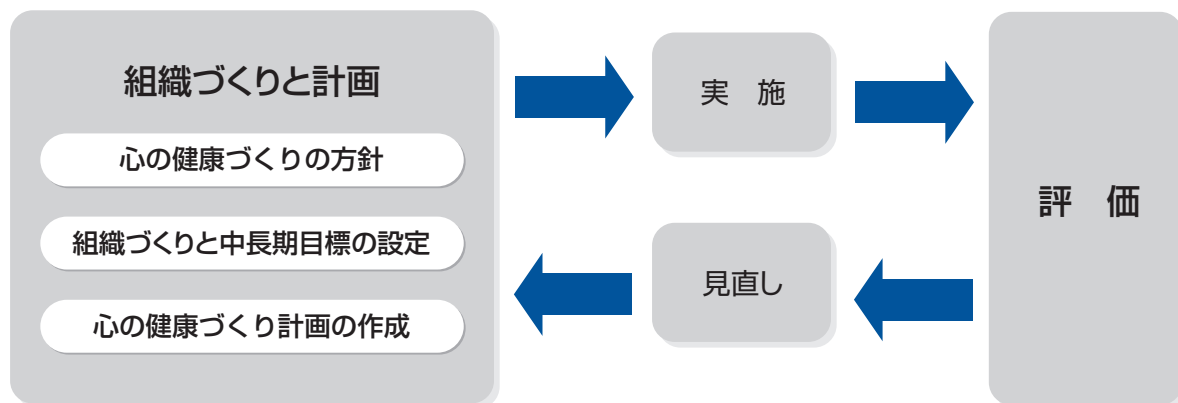 組織づくりと計画
心の健康づくりの方針
組織づくりと中長期目標の設定
心の健康づくり計画の作成
実　施
評　価
見直し